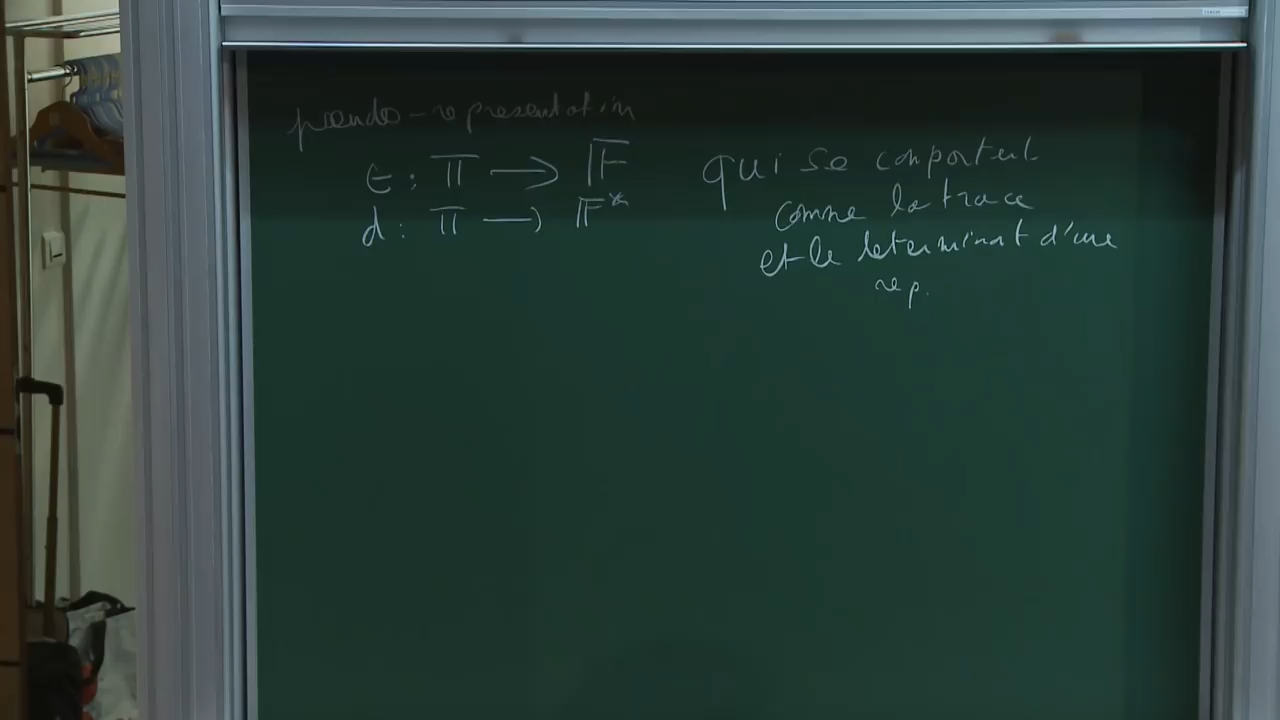 pseudo-representation
t : Π → F qui se comportent
d : Π → F* comme la trace
et le determinant d'une
rep.